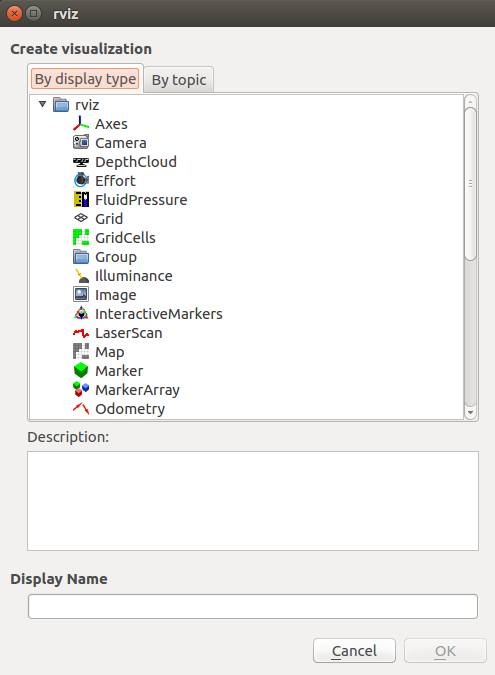 rviz
Create visualization
By display type By topic
rviz
Axes
Camera
DepthCloud
Effort
FluidPressure
Grid
GridCells
Group
Illuminance
Image
InteractiveMarkers
LaserScan
Map
Marker
MarkerArray
Odometry
Description:
Display Name
Cancel OK